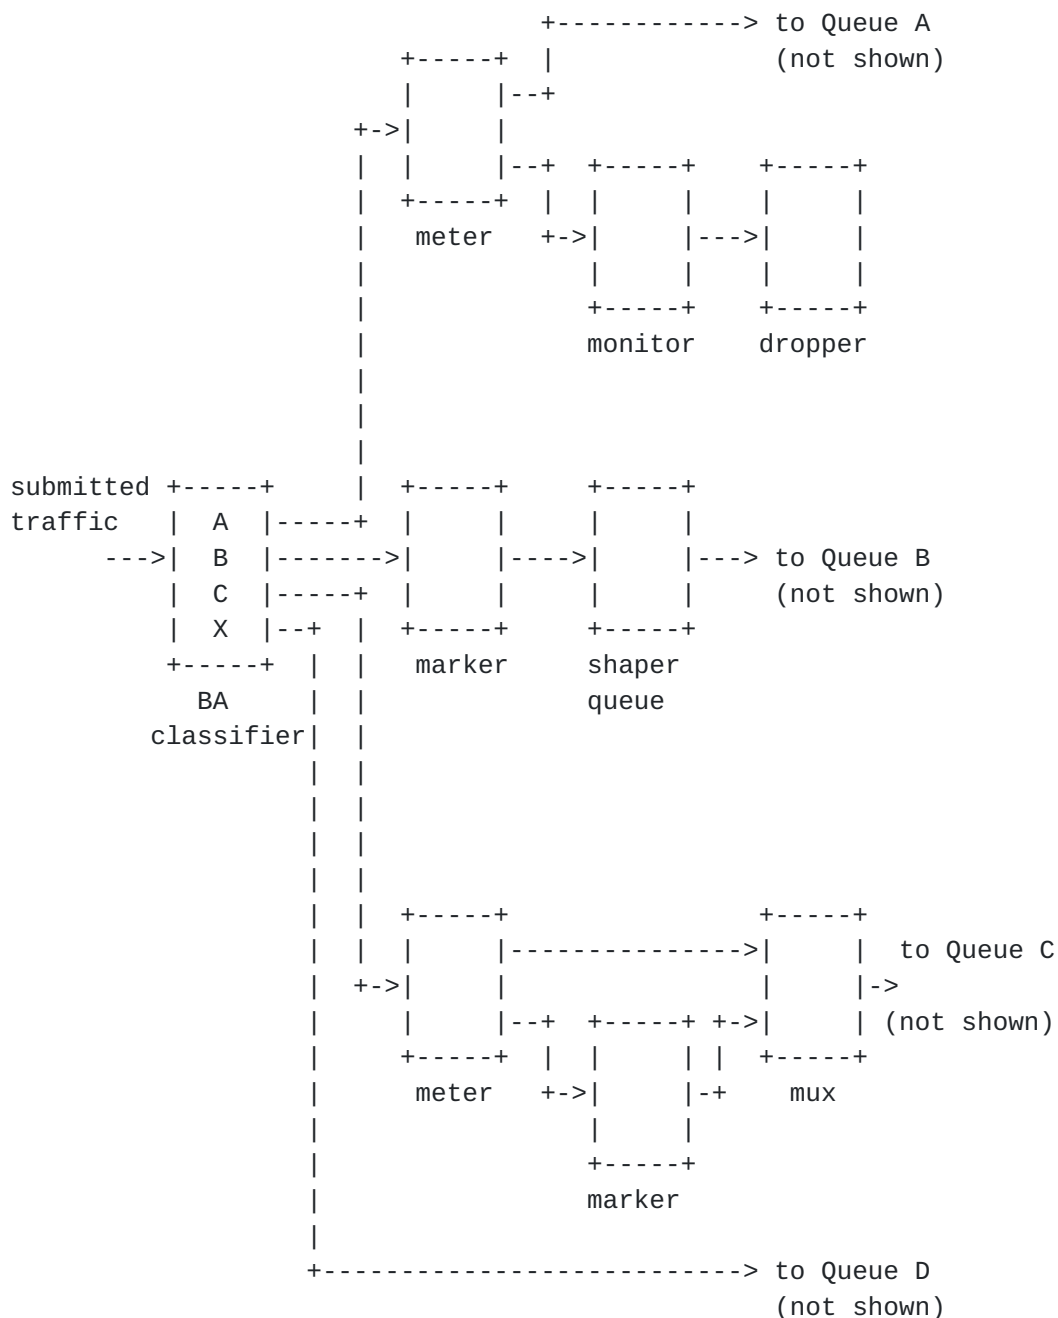 to Queue A
(not shown)
meter
monitor dropper
submitted
traffic A
B to Queue B
C (not shown)
X
marker shaper
BA queue
classifier
to Queue C
(not shown)
meter mux
marker
to Queue D
(not shown)